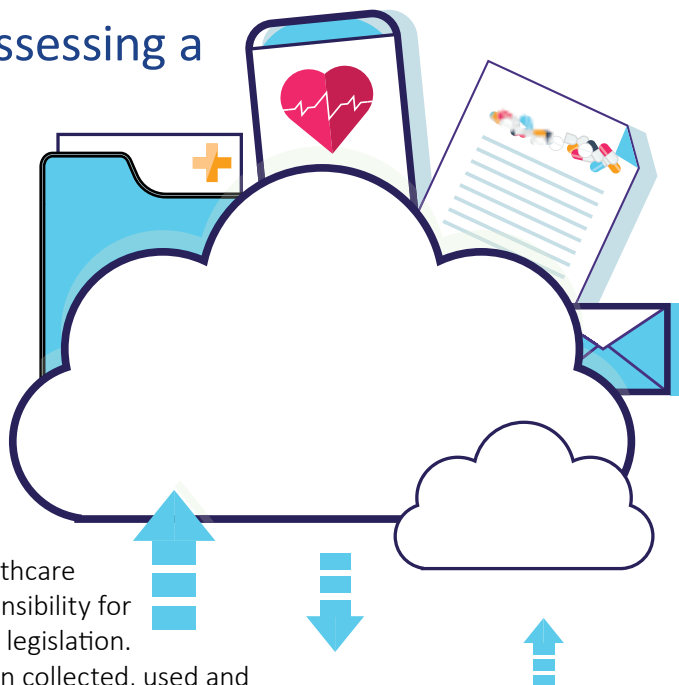 ssessing a
thcare
nsibility for
legislation.
n collected, used and